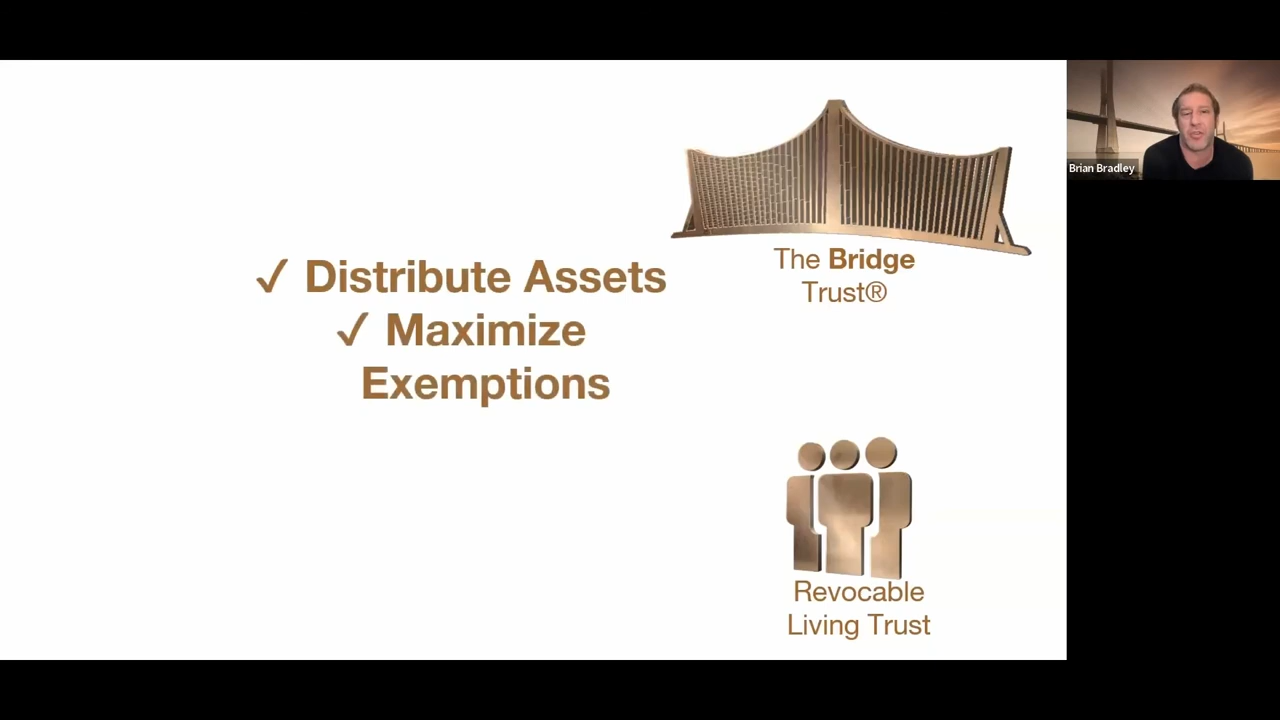 ✓ Distribute Assets
✓ Maximize
Exemptions
The Bridge
Trust®
Revocable
Living Trust
Brian Bradley